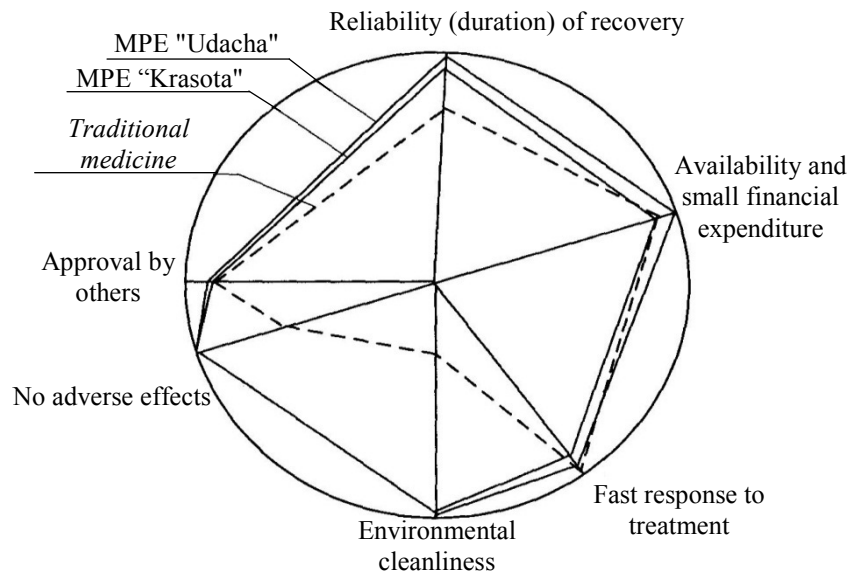 Reliability (duration) of recovery
MPE "Udacha"
MPE “Krasota"
Traditional
medicine
Availability and
small financial
expenditure
Approval by
others
No adverse effects
Fast response to
treatment
Environmental
cleanliness